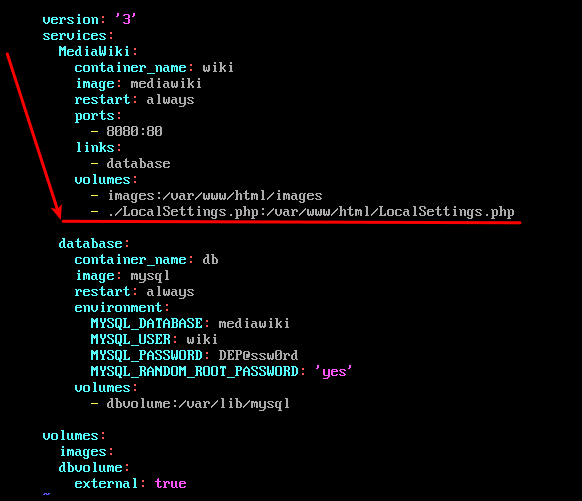 version: '3'
services:
  MediaWiki:
    container_name: wiki
    image: mediawiki
    restart: always
    ports:
      - 8080:80
    links:
      - database
    volumes:
      - images:/var/www/html/images
      - ./LocalSettings.php:/var/www/html/LocalSettings.php
  database:
    container_name: db
    image: mysql
    restart: always
    environment:
      MYSQL_DATABASE: mediawiki
      MYSQL_USER: wiki
      MYSQL_PASSWORD: DEP@ssw0rd
      MYSQL_RANDOM_ROOT_PASSWORD: 'yes'
    volumes:
      - dbvolume:/var/lib/mysql
volumes:
  images:
  dbvolume:
    external: true
~